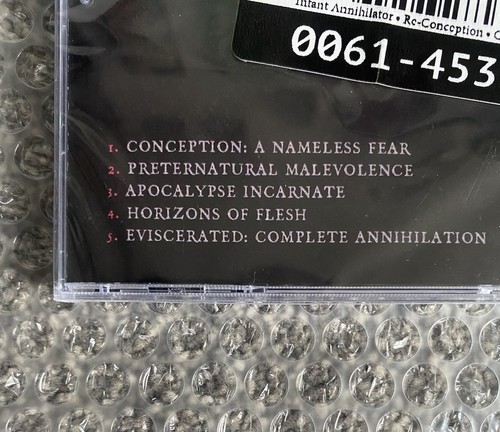 Infant Annihilator • Re-Conception • C
0061-453
1. CONCEPTION: A NAMELESS FEAR
2. PRETERNATURAL MALEVOLENCE
3. APOCALYPSE INCARNATE
4. HORIZONS OF FLESH
5. EVISCERATED: COMPLETE ANNIHILATION